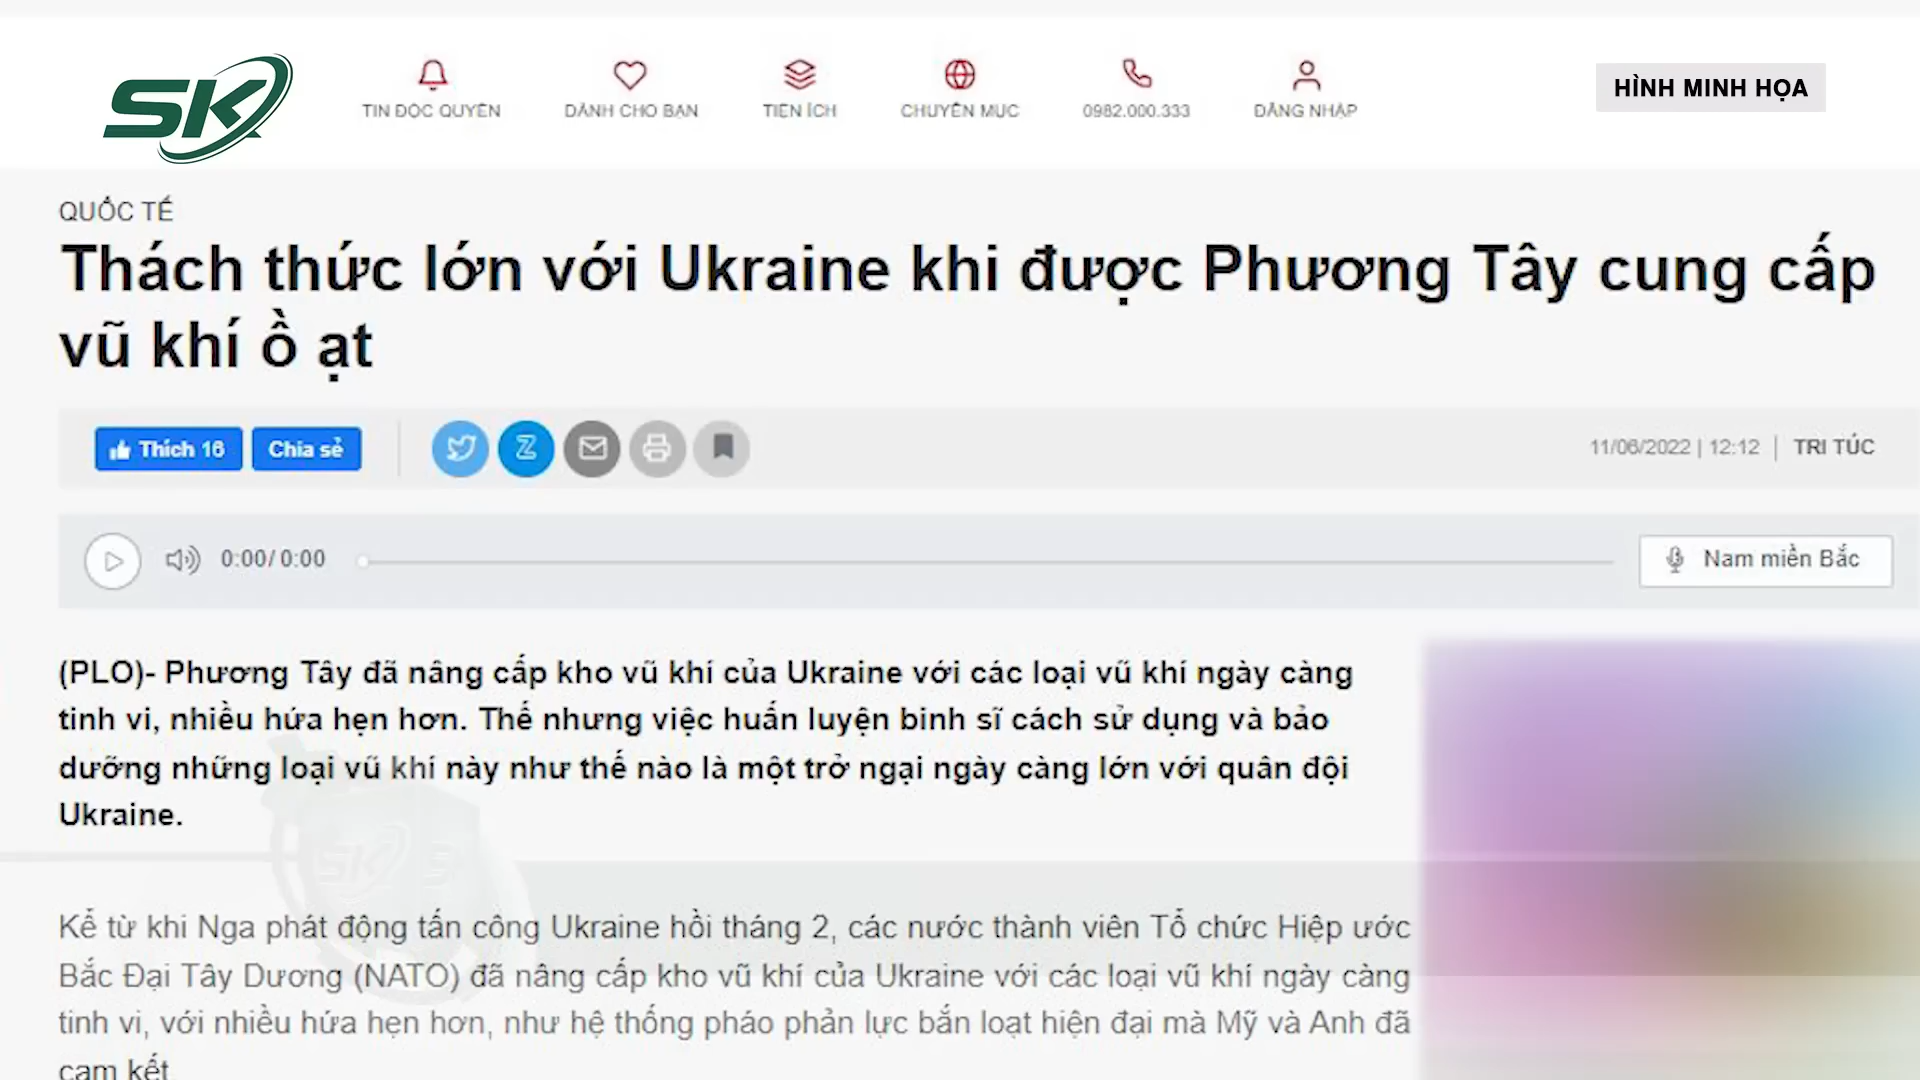 SK
TIN ĐỌC QUYỀN
DÀNH CHO BẠN
TIỆN ÍCH
CHUYÊN MỤC
0982.000.333
ĐĂNG NHẬP
HÌNH MINH HỌA
QUỐC TẾ
Thách thức lớn với Ukraine khi được Phương Tây cung cấp
vũ khí ồ ạt
Thích 16
Chia sẻ
11/06/2022 | 12:12
TRI TÚC
0:00/ 0:00
Nam miền Bắc
(PLO)- Phương Tây đã nâng cấp kho vũ khí của Ukraine với các loại vũ khí ngày càng
tinh vi, nhiều hứa hẹn hơn. Thế nhưng việc huấn luyện binh sĩ cách sử dụng và bảo
dưỡng những loại vũ khí này như thế nào là một trở ngại ngày càng lớn với quân đội
Ukraine.
SK
Kể từ khi Nga phát động tấn công Ukraine hồi tháng 2, các nước thành viên Tổ chức Hiệp ước
Bắc Đại Tây Dương (NATO) đã nâng cấp kho vũ khí của Ukraine với các loại vũ khí ngày càng
tinh vi, với nhiều hứa hẹn hơn, như hệ thống pháo phản lực bắn loạt hiện đại mà Mỹ và Anh đã
cam kết.